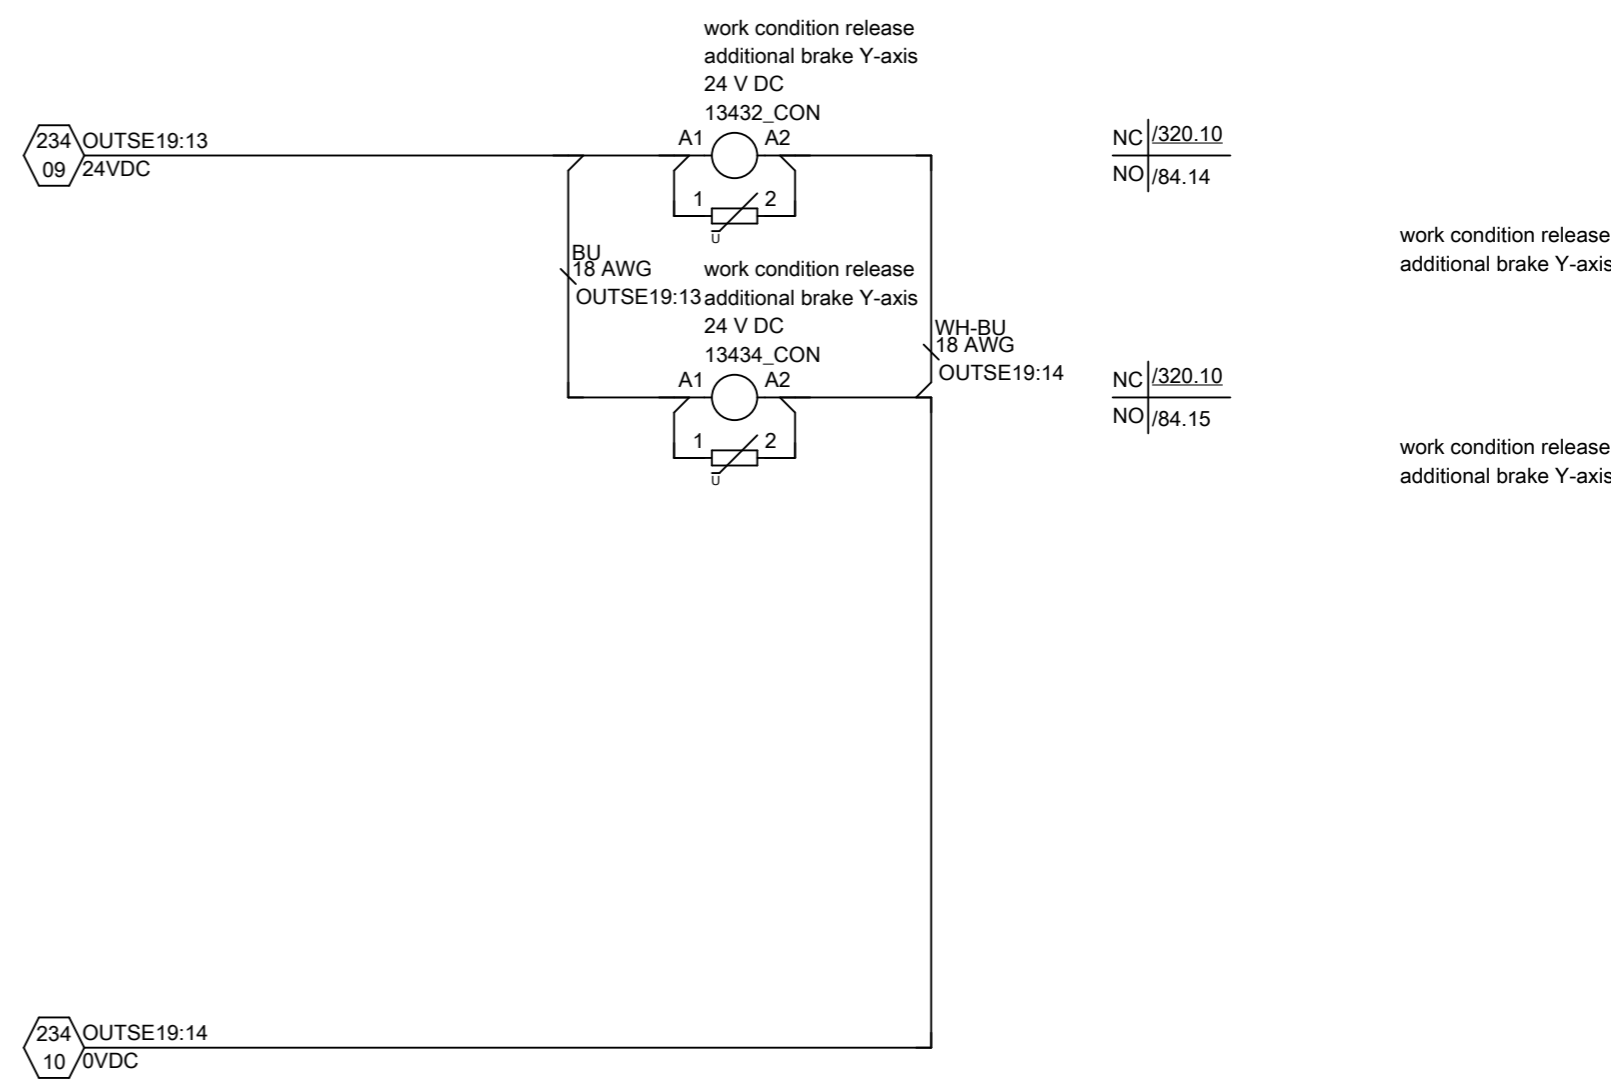 work condition release
additional brake Y-axis
24 V DC
13432_CON
A1 A2
1 2
U
234 OUTSE19:13
09 24VDC
NC /320.10
NO /84.14
work condition release
additional brake Y-axis
BU
18 AWG
OUTSE19:13
work condition release
additional brake Y-axis
24 V DC
13434_CON
A1 A2
1 2
U
WH-BU
18 AWG
OUTSE19:14
NC /320.10
NO /84.15
work condition release
additional brake Y-axis
234 OUTSE19:14
10 0VDC